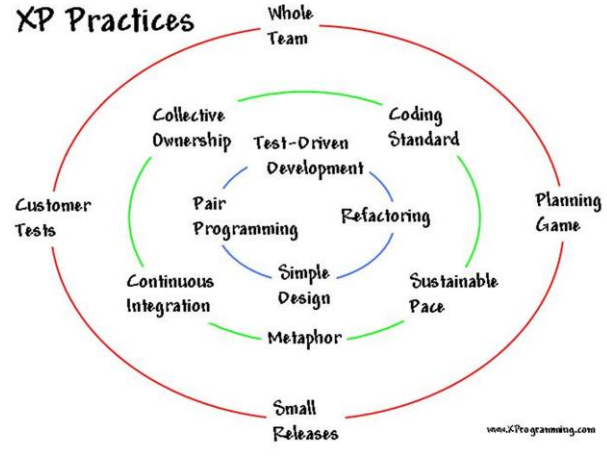 XP Practices
Whole
Team
Collective
Ownership
Coding
Standard
Test-Driven
Development
Customer
Tests
Pair
Programming
Refactoring
Planning
Game
Continuous
Integration
Simple
Design
Sustainable
Pace
Metaphor
Small
Releases
www.XProgramming.com